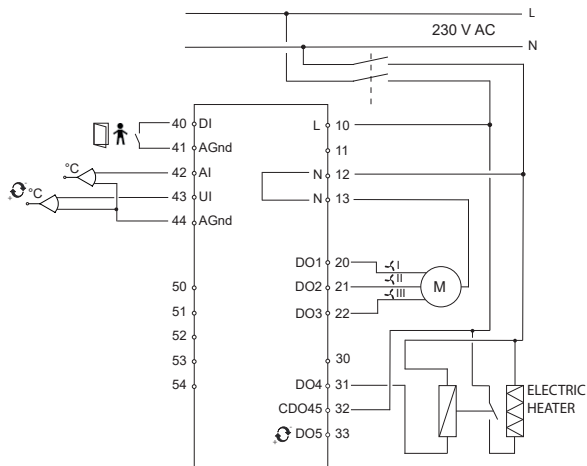 L
230 V AC
N
40 DI
L 10
41 AGnd
11
°C
42 AI
N 12
°C
43 UI
N 13
44 AGnd
DO1 20
I
50
DO2 21
II
M
51
DO3 22
III
52
53
30
54
DO4 31
ELECTRIC
CDO45 32
HEATER
DO5 33